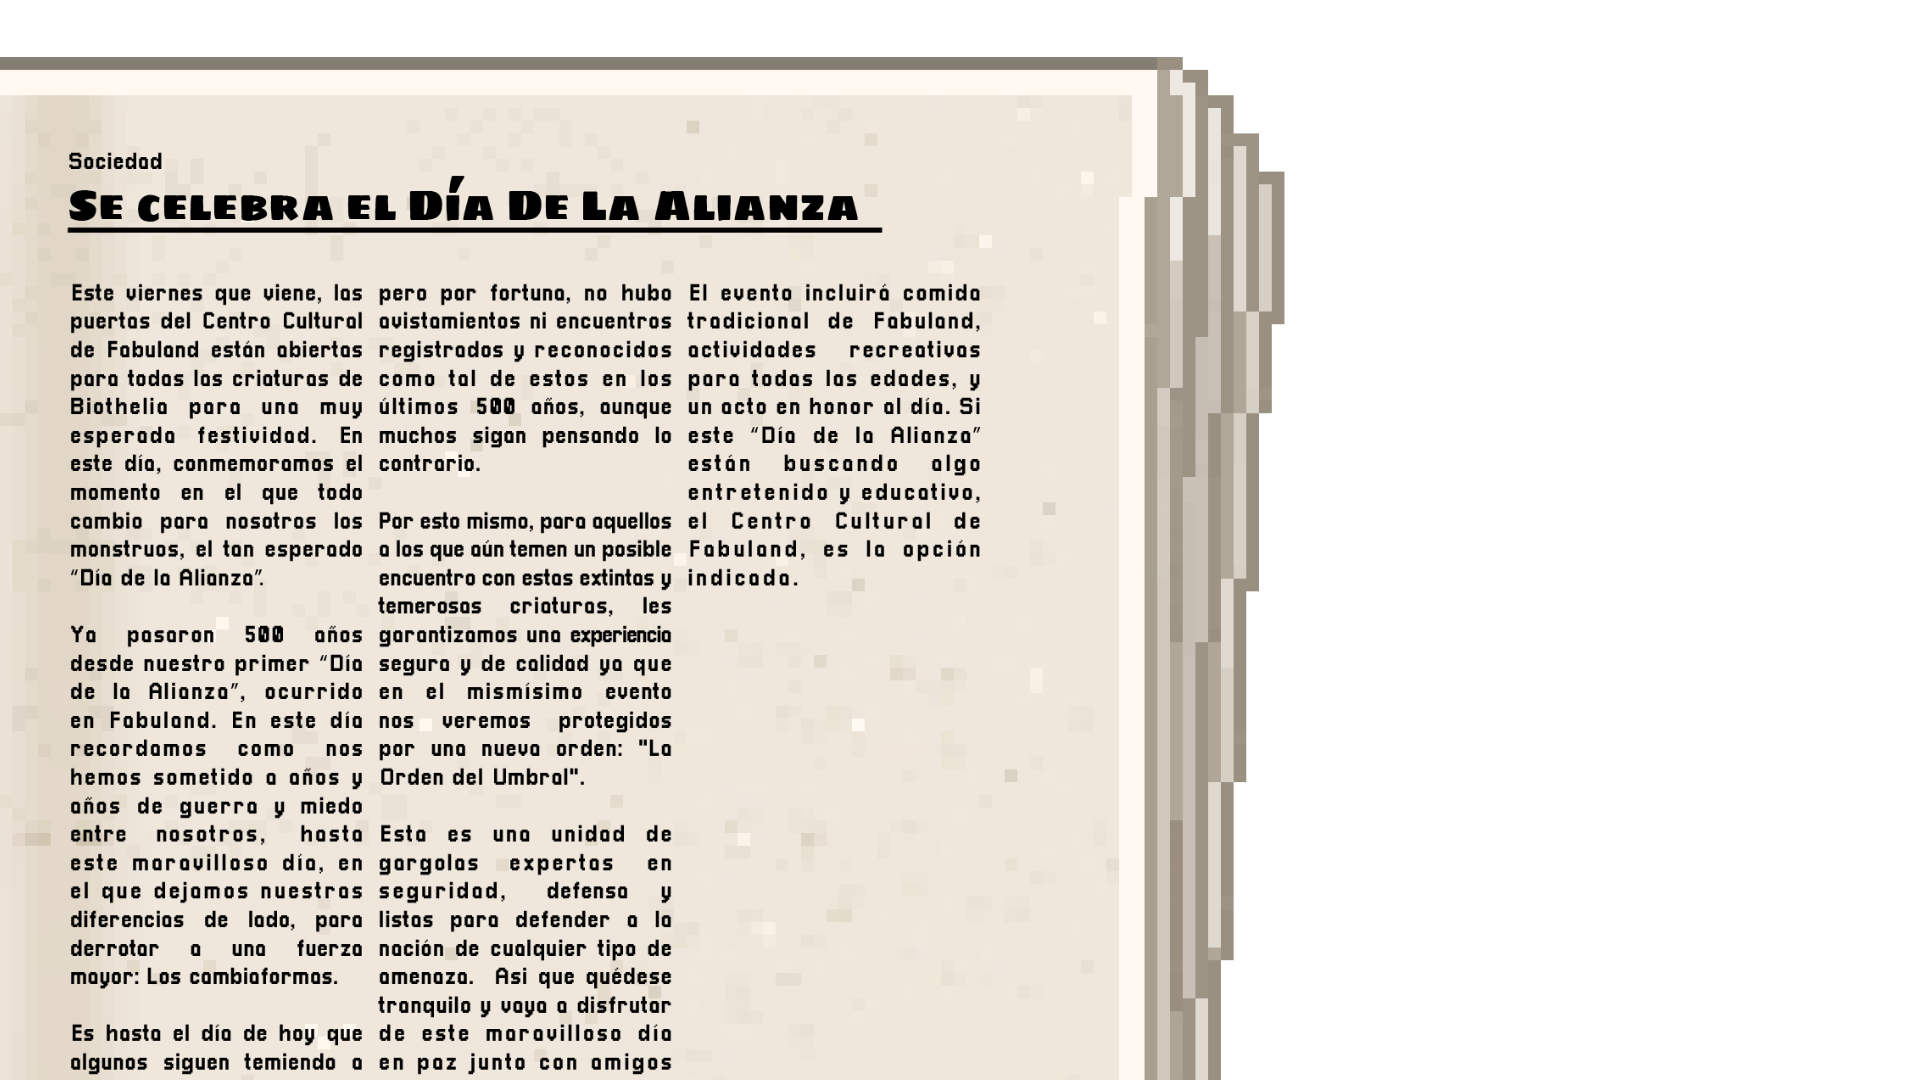 Sociedad
Se celebra el Día De La Alianza
Este viernes que viene, las
puertas del Centro Cultural
de Fabuland están abiertas
para todas las criaturas de
Biothelia para una muy
esperada festividad. En
este día, conmemoramos el
momento en el que todo
cambio para nosotros los
monstruos, el tan esperado
“Día de la Alianza”.
Ya pasaron 500 años
desde nuestro primer “Día
de la Alianza”, ocurrido
en Fabuland. En este día
recordamos como nos
hemos sometido a años y
años de guerra y miedo
entre nosotros, hasta
este maravilloso día, en
el que dejamos nuestras
diferencias de lado, para
derrotar a una fuerza
mayor: Los cambiaformas.
Es hasta el día de hoy que
algunos siguen temiendo a
pero por fortuna, no hubo
avistamientos ni encuentros
registrados y reconocidos
como tal de estos en los
últimos 500 años, aunque
muchos sigan pensando lo
contrario.
Por esto mismo, para aquellos
a los que aún temen un posible
encuentro con estas extintas y
temerosas criaturas, les
garantizamos una experiencia
segura y de calidad ya que
en el mismísimo evento
nos veremos protegidos
por una nueva orden: "La
Orden del Umbral".
Esta es una unidad de
gargolas expertas en
seguridad, defensa y
listas para defender a la
nación de cualquier tipo de
amenaza. Asi que quédese
tranquilo y vaya a disfrutar
de este maravilloso día
en paz junto con amigos
El evento incluirá comida
tradicional de Fabuland,
actividades recreativas
para todas las edades, y
un acto en honor al día. Si
este “Día de la Alianza”
están buscando algo
entretenido y educativo,
el Centro Cultural de
Fabuland, es la opción
indicada.